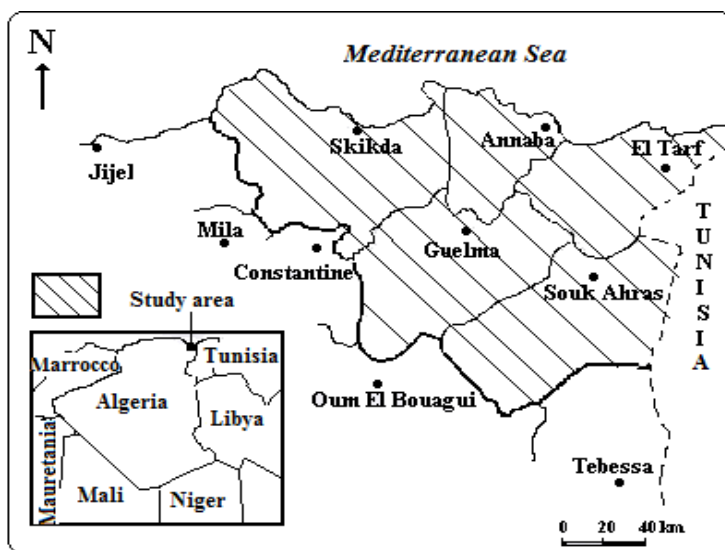 N
Mediterranean Sea
Skikda
Annaba
El Tarf
Jijel
Mila
Guelma
Constantine
Souk Ahras
TUNISIA
Study area
Marrocco
Tunisia
Algeria
Libya
Mauretania
Mali
Niger
Oum El Bouagui
Tebessa
0 20 40 km